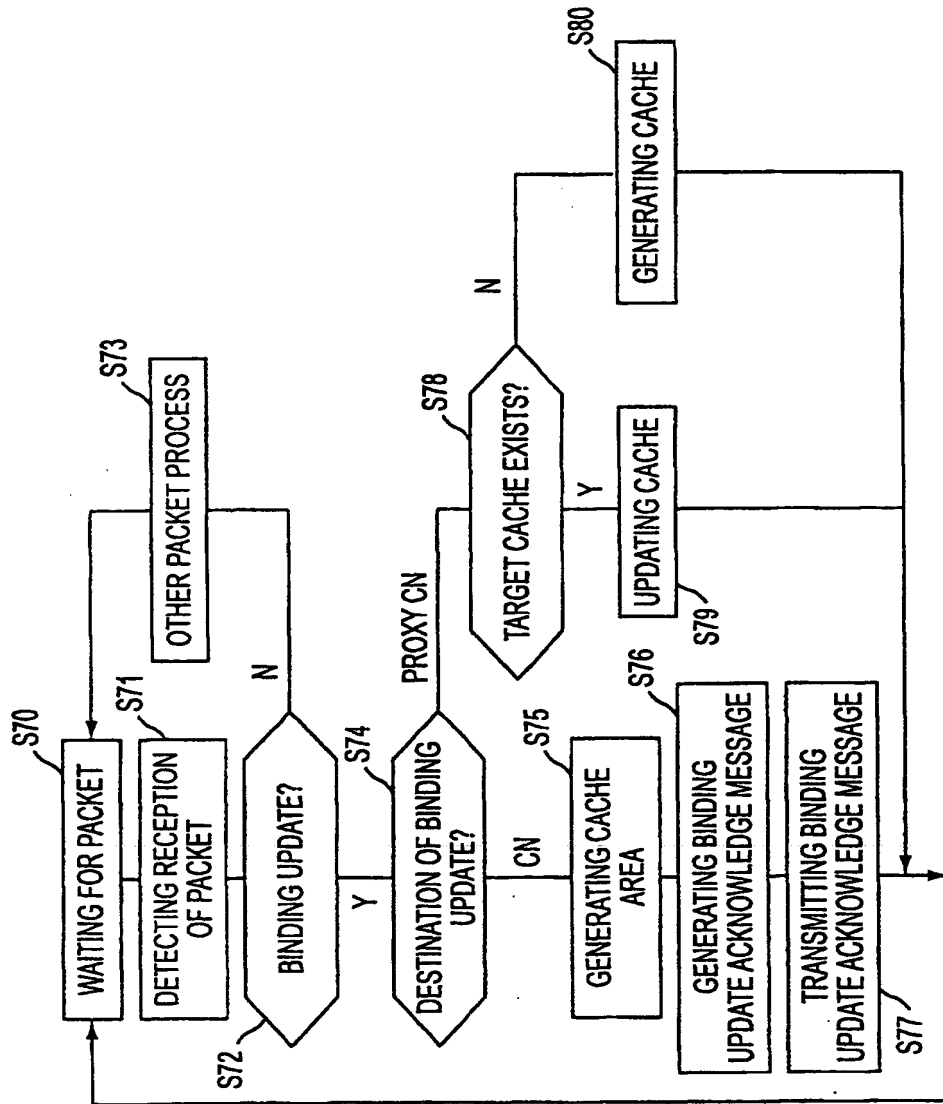 S70
WAITING FOR PACKET
S71
DETECTING RECEPTION
OF PACKET
S72
BINDING UPDATE?
N
S73
OTHER PACKET PROCESS
Y
S74
DESTINATION OF BINDING
UPDATE?
PROXY CN
CN
S75
GENERATING CACHE
AREA
S76
GENERATING BINDING
UPDATE ACKNOWLEDGE MESSAGE
TRANSMITTING BINDING
UPDATE ACKNOWLEDGE MESSAGE
S77
S78
TARGET CACHE EXISTS?
N
Y
S79
UPDATING CACHE
S80
GENERATING CACHE